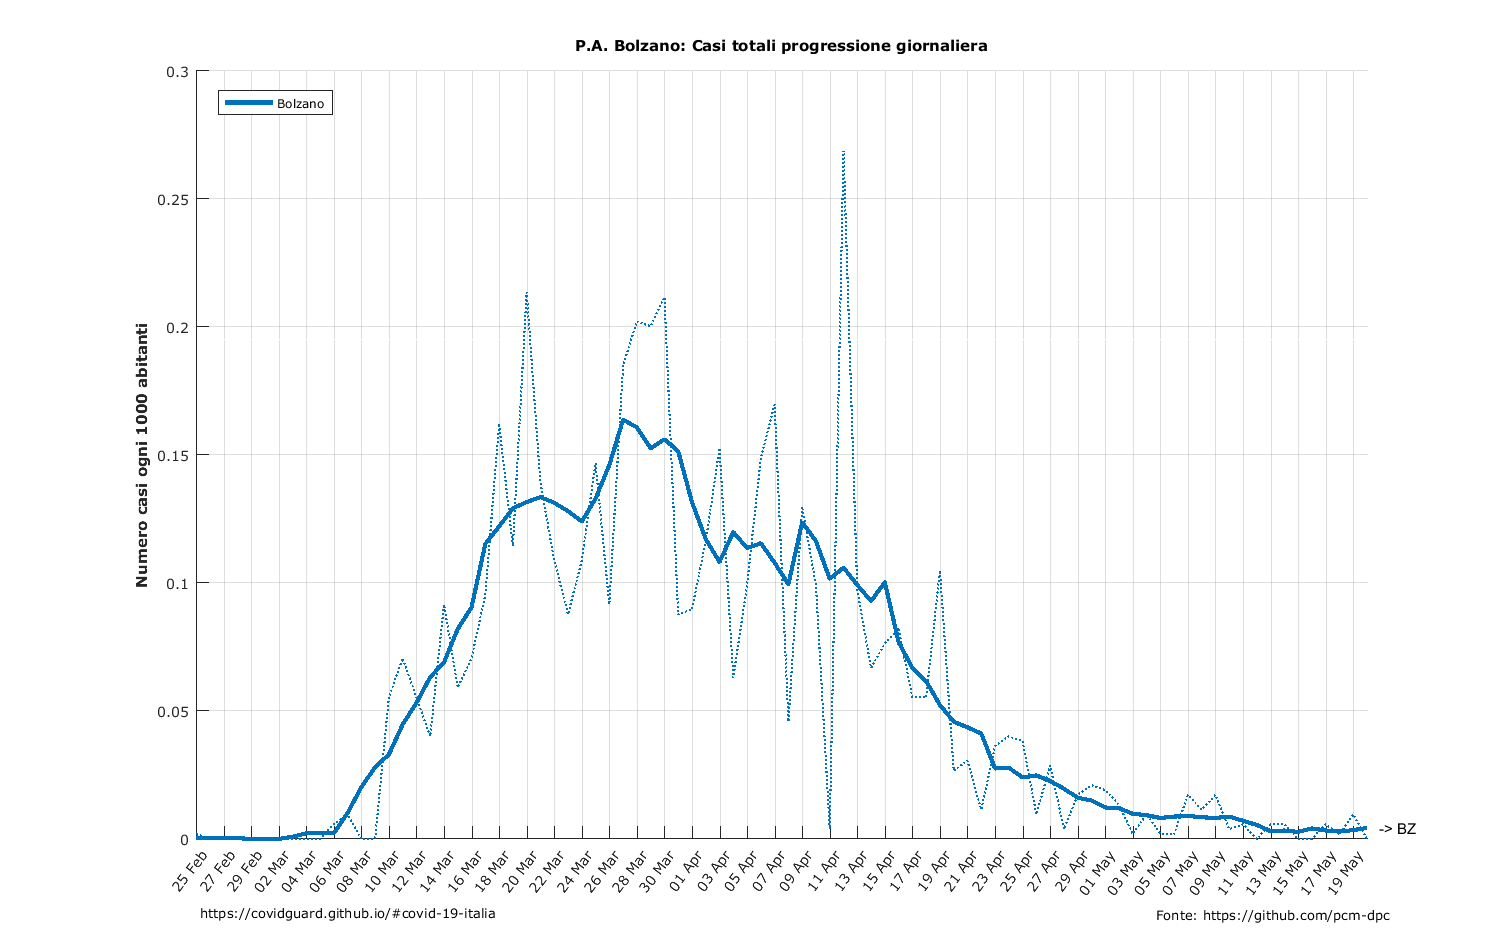 P.A. Bolzano: Casi totali progressione giornaliera
Bolzano
Numero casi ogni 1000 abitanti
0.3
0.25
0.2
0.15
0.1
0.05
0
-> BZ
25 Feb
27 Feb
29 Feb
02 Mar
04 Mar
06 Mar
08 Mar
10 Mar
12 Mar
14 Mar
16 Mar
18 Mar
20 Mar
22 Mar
24 Mar
26 Mar
28 Mar
30 Mar
01 Apr
03 Apr
05 Apr
07 Apr
09 Apr
11 Apr
13 Apr
15 Apr
17 Apr
19 Apr
21 Apr
23 Apr
25 Apr
27 Apr
29 Apr
01 May
03 May
05 May
07 May
09 May
11 May
13 May
15 May
17 May
19 May
https://covidguard.github.io/#covid-19-italia
Fonte: https://github.com/pcm-dpc